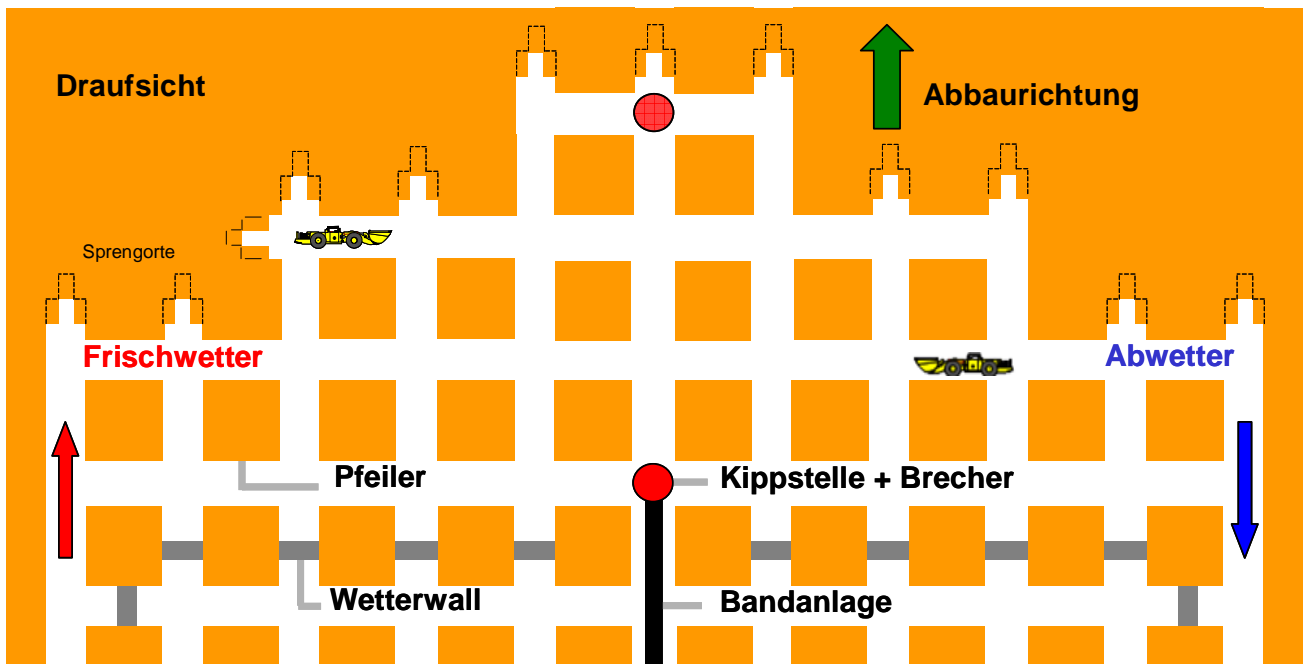 Draufsicht
Abbaurichtung
Sprengorte
Frischwetter
Abwetter
Pfeiler
Kippstelle + Brecher
Wetterwall
Bandanlage